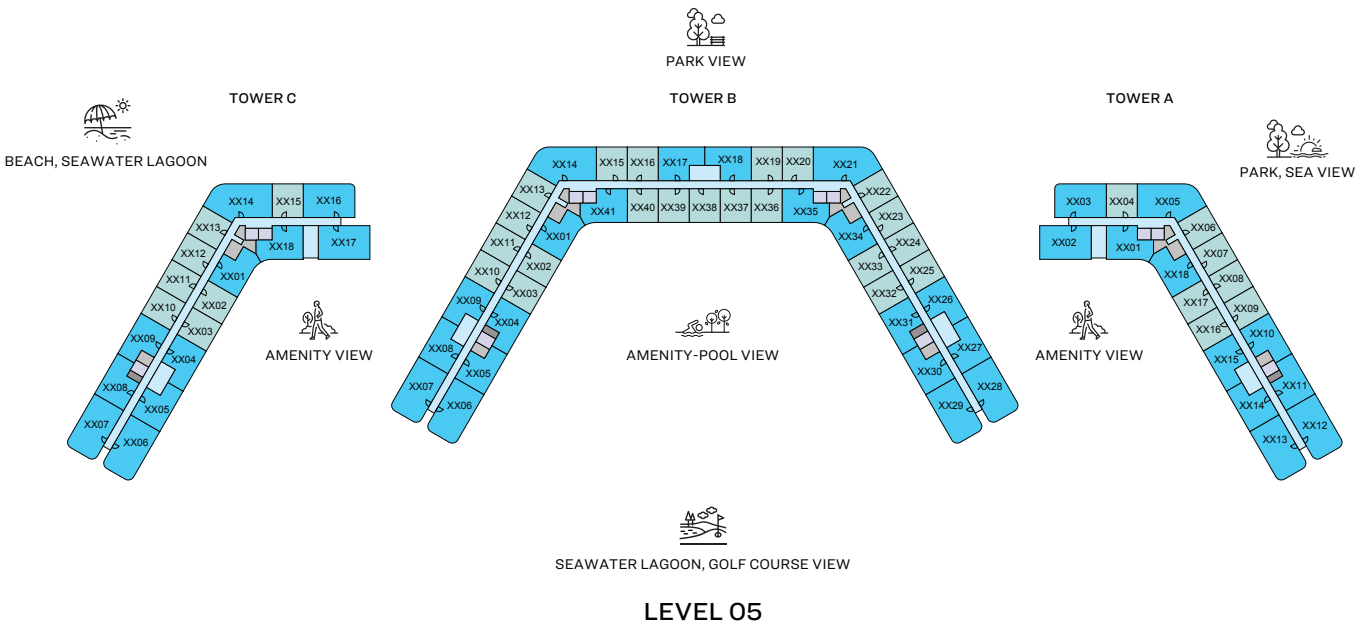 PARK VIEW
TOWER C
TOWER B
TOWER A
BEACH, SEAWATER LAGOON
PARK, SEA VIEW
XX14
XX15
XX16
XX13
XX12
XX11
XX10
XX09
XX08
XX07
XX18
XX17
XX01
XX02
XX03
XX04
XX05
XX06
XX14
XX15
XX16
XX17
XX18
XX19
XX20
XX21
XX13
XX12
XX11
XX10
XX09
XX08
XX07
XX41
XX40
XX39
XX38
XX37
XX36
XX35
XX01
XX02
XX03
XX04
XX05
XX06
XX22
XX23
XX24
XX25
XX26
XX27
XX28
XX34
XX33
XX32
XX31
XX30
XX29
XX03
XX04
XX05
XX02
XX01
XX06
XX07
XX08
XX09
XX10
XX11
XX12
XX18
XX17
XX16
XX15
XX14
XX13
AMENITY VIEW
AMENITY-POOL VIEW
AMENITY VIEW
SEAWATER LAGOON, GOLF COURSE VIEW
LEVEL 05